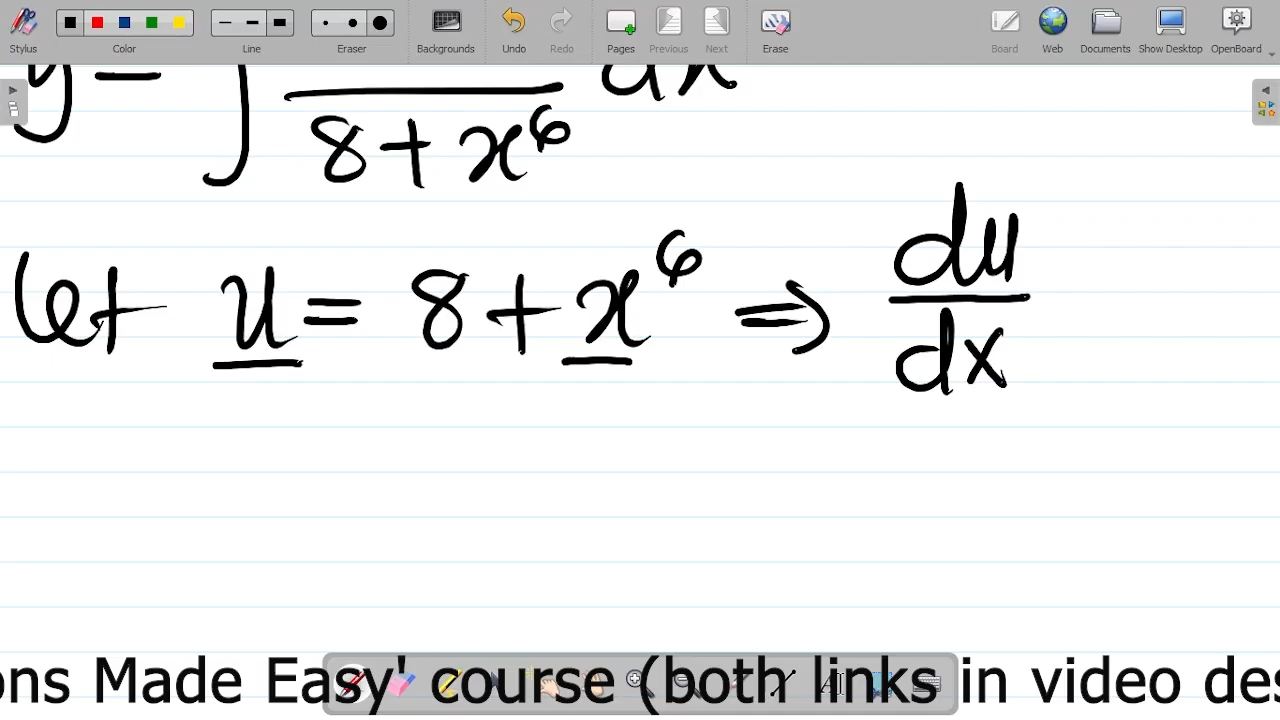 Stylus Color Line Eraser Backgrounds Undo Redo Pages Previous Next Erase Board Web Documents Show Desktop OpenBoard
y = ∫ dx
8 + x⁶
let u = 8 + x⁶ ⇒ du
dx
ons Made Easy' course (both links in video des